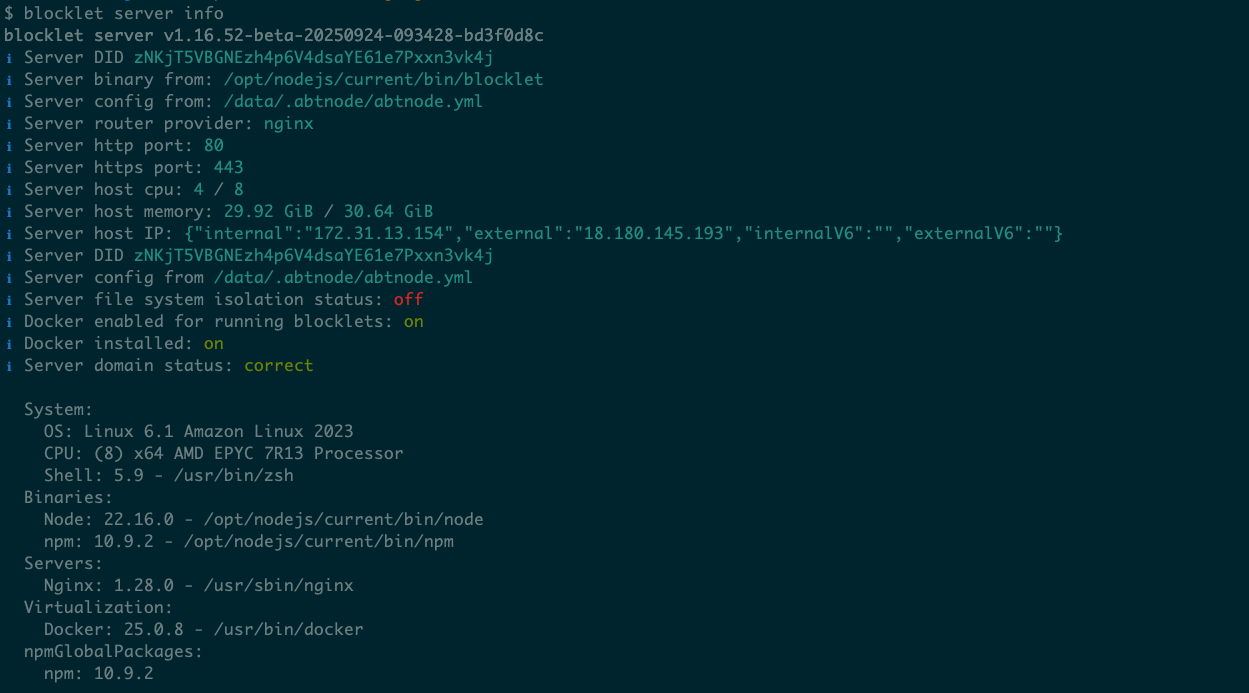 $ blocklet server info
blocklet server v1.16.52-beta-20250924-093428-bd3f0d8c
i Server DID zNKjT5VBGNEzh4p6V4dsaYE61e7Pxxn3vk4j
i Server binary from: /opt/nodejs/current/bin/blocklet
i Server config from: /data/.abtnode/abtnode.yml
i Server router provider: nginx
i Server http port: 80
i Server https port: 443
i Server host cpu: 4 / 8
i Server host memory: 29.92 GiB / 30.64 GiB
i Server host IP: {"internal":"172.31.13.154","external":"18.180.145.193","internalV6":"","externalV6":""}
i Server DID zNKjT5VBGNEzh4p6V4dsaYE61e7Pxxn3vk4j
i Server config from /data/.abtnode/abtnode.yml
i Server file system isolation status: off
i Docker enabled for running blocklets: on
i Docker installed: on
i Server domain status: correct
System:
OS: Linux 6.1 Amazon Linux 2023
CPU: (8) x64 AMD EPYC 7R13 Processor
Shell: 5.9 - /usr/bin/zsh
Binaries:
Node: 22.16.0 - /opt/nodejs/current/bin/node
npm: 10.9.2 - /opt/nodejs/current/bin/npm
Servers:
Nginx: 1.28.0 - /usr/sbin/nginx
Virtualization:
Docker: 25.0.8 - /usr/bin/docker
npmGlobalPackages:
npm: 10.9.2